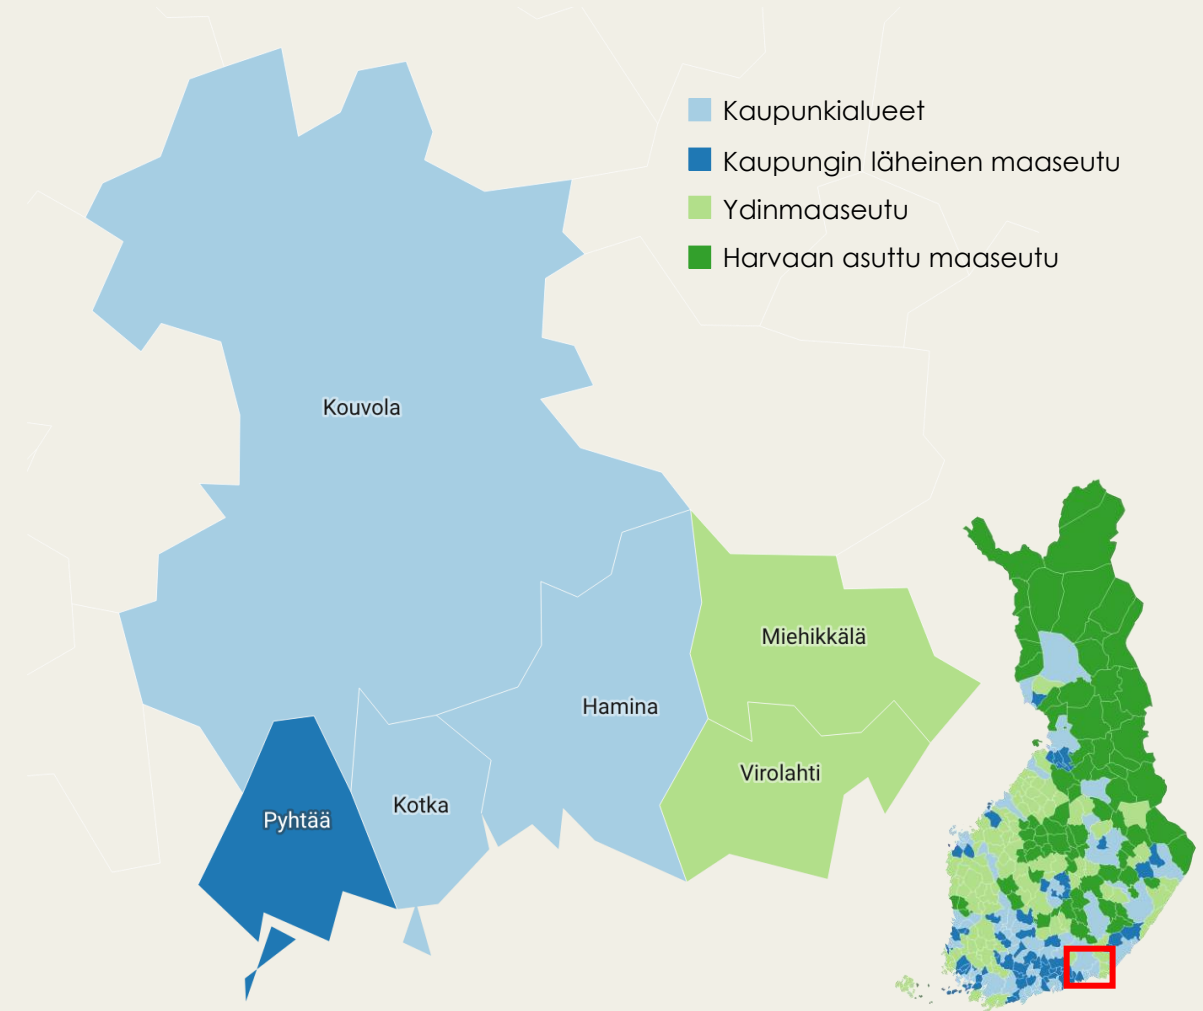 Kaupunkialueet
Kaupungin läheinen maaseutu
Ydinmaaseutu
Harvaan asuttu maaseutu
Kouvola
Miehikkälä
Hamina
Virolahti
Kotka
Pyhtää